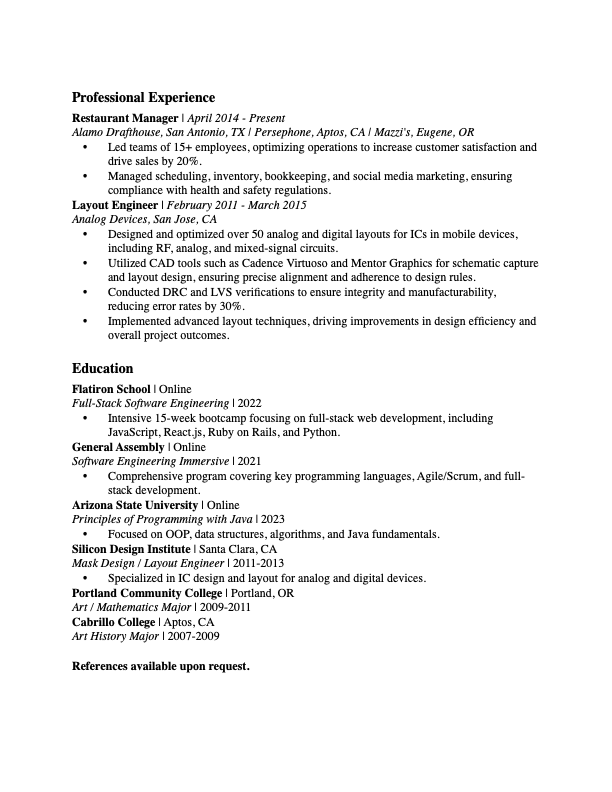 Professional Experience
Restaurant Manager | April 2014 - Present
Alamo Drafthouse, San Antonio, TX | Persephone, Aptos, CA | Mazzi's, Eugene, OR
• Led teams of 15+ employees, optimizing operations to increase customer satisfaction and
drive sales by 20%.
• Managed scheduling, inventory, bookkeeping, and social media marketing, ensuring
compliance with health and safety regulations.
Layout Engineer | February 2011 - March 2015
Analog Devices, San Jose, CA
• Designed and optimized over 50 analog and digital layouts for ICs in mobile devices,
including RF, analog, and mixed-signal circuits.
• Utilized CAD tools such as Cadence Virtuoso and Mentor Graphics for schematic capture
and layout design, ensuring precise alignment and adherence to design rules.
• Conducted DRC and LVS verifications to ensure integrity and manufacturability,
reducing error rates by 30%.
• Implemented advanced layout techniques, driving improvements in design efficiency and
overall project outcomes.
Education
Flatiron School | Online
Full-Stack Software Engineering | 2022
• Intensive 15-week bootcamp focusing on full-stack web development, including
JavaScript, React.js, Ruby on Rails, and Python.
General Assembly | Online
Software Engineering Immersive | 2021
• Comprehensive program covering key programming languages, Agile/Scrum, and full-
stack development.
Arizona State University | Online
Principles of Programming with Java | 2023
• Focused on OOP, data structures, algorithms, and Java fundamentals.
Silicon Design Institute | Santa Clara, CA
Mask Design / Layout Engineer | 2011-2013
• Specialized in IC design and layout for analog and digital devices.
Portland Community College | Portland, OR
Art / Mathematics Major | 2009-2011
Cabrillo College | Aptos, CA
Art History Major | 2007-2009
References available upon request.